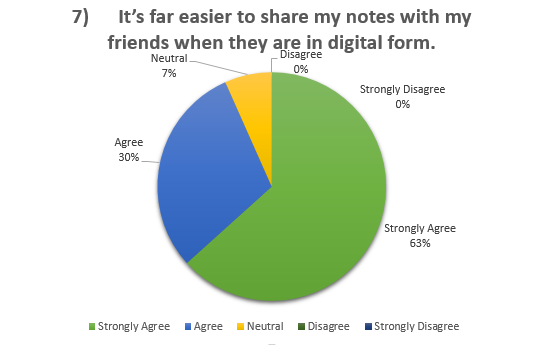 7) It’s far easier to share my notes with my
friends when they are in digital form.
Neutral
7%
Disagree
0%
Strongly Disagree
0%
Agree
30%
Strongly Agree
63%
Strongly Agree Agree Neutral Disagree Strongly Disagree